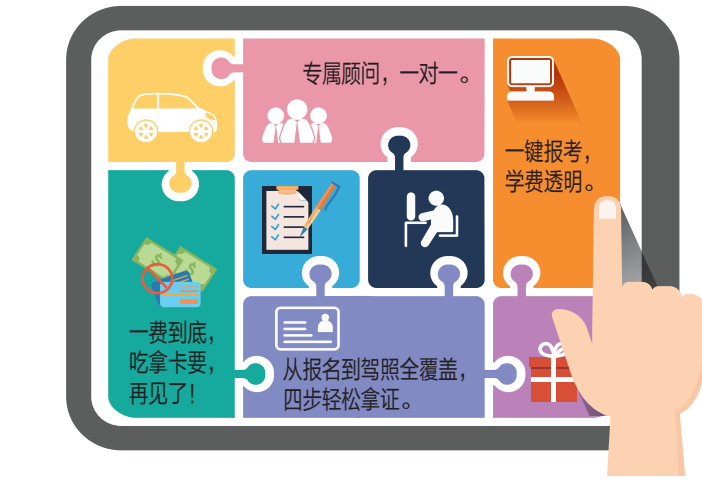 专属顾问，一对一。
一键报考，
学费透明。
一费到底，
吃拿卡要，
再见了！
从报名到驾照全覆盖，
四步轻松拿证。